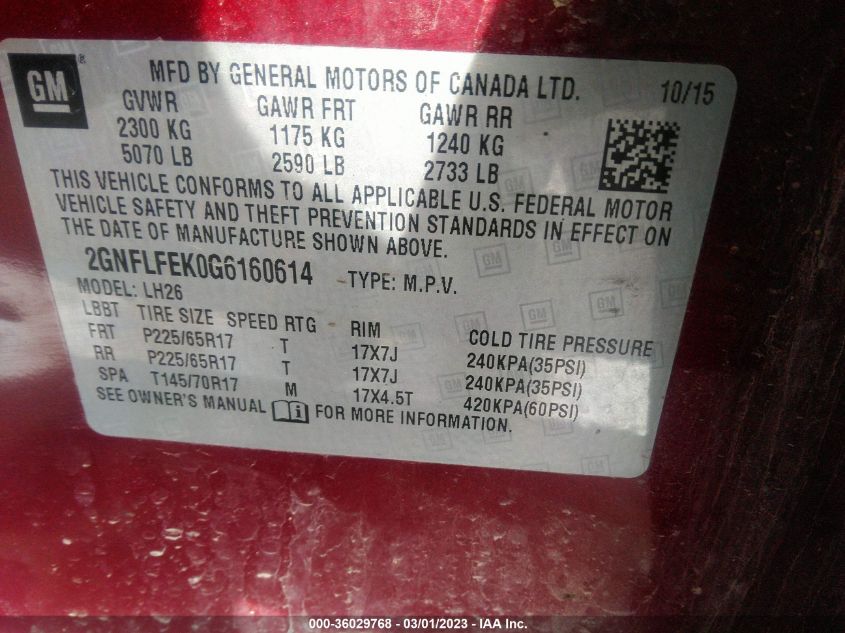 GM®
MFD BY GENERAL MOTORS OF CANADA LTD. 10/15
GVWR GAWR FRT GAWR RR
2300 KG 1175 KG 1240 KG
5070 LB 2590 LB 2733 LB
THIS VEHICLE CONFORMS TO ALL APPLICABLE U.S. FEDERAL MOTOR
VEHICLE SAFETY AND THEFT PREVENTION STANDARDS IN EFFECT ON
THE DATE OF MANUFACTURE SHOWN ABOVE.
2GNFLFEK0G6160614 TYPE: M.P.V.
MODEL: LH26
LBBT TIRE SIZE SPEED RTG RIM COLD TIRE PRESSURE
FRT P225/65R17 T 17X7J 240KPA(35PSI)
RR P225/65R17 T 17X7J 240KPA(35PSI)
SPA T145/70R17 M 17X4.5T 420KPA(60PSI)
SEE OWNER'S MANUAL i FOR MORE INFORMATION.
000-36029768 — 03/01/2023 — IAA Inc.